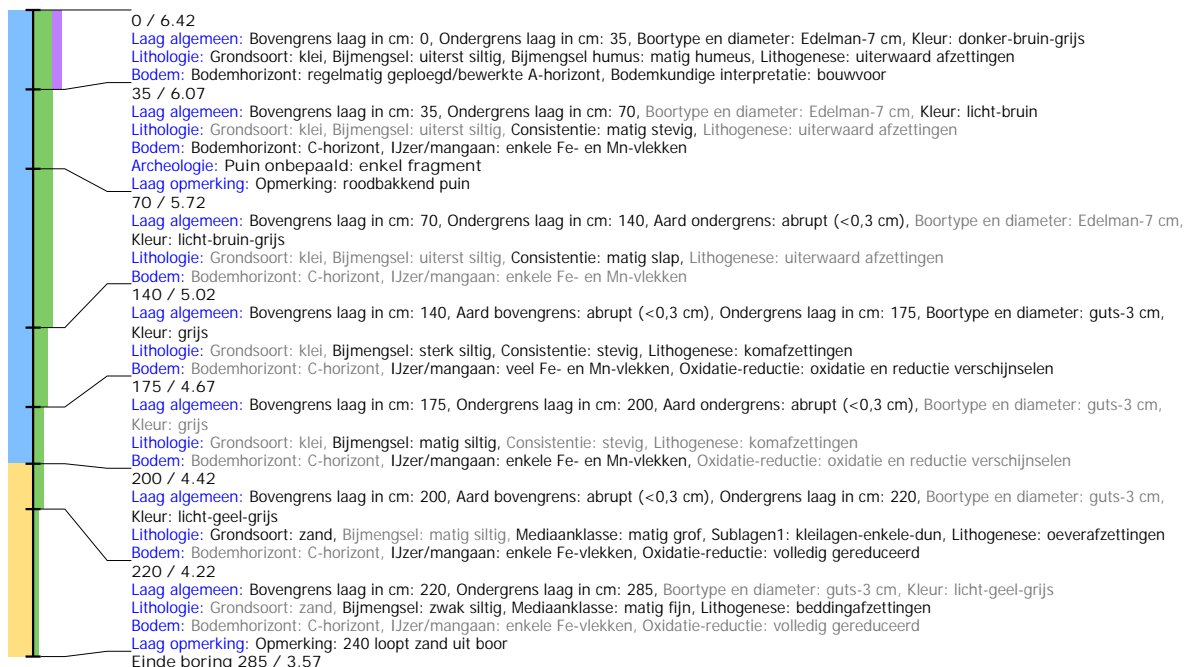 0 / 6.42
Laag algemeen: Bovengrens laag in cm: 0, Ondergrens laag in cm: 35, Boortype en diameter: Edelman-7 cm, Kleur: donker-bruin-grijs
Lithologie: Grondsoort: klei, Bijmengsel: uiterst siltig, Bijmengsel humus: matig humeus, Lithogenese: uiterwaard afzettingen
Bodem: Bodemhorizont: regelmatig geploegd/bewerkte A-horizont, Bodemkundige interpretatie: bouwvoor
35 / 6.07
Laag algemeen: Bovengrens laag in cm: 35, Ondergrens laag in cm: 70, Boortype en diameter: Edelman-7 cm, Kleur: licht-bruin
Lithologie: Grondsoort: klei, Bijmengsel: uiterst siltig, Consistentie: matig stevig, Lithogenese: uiterwaard afzettingen
Bodem: Bodemhorizont: C-horizont, IJzer/mangaan: enkele Fe- en Mn-vlekken
Archeologie: Puin onbepaald: enkel fragment
Laag opmerking: Opmerking: roodbakkend puin
70 / 5.72
Laag algemeen: Bovengrens laag in cm: 70, Ondergrens laag in cm: 140, Aard ondergrens: abrupt (<0,3 cm), Boortype en diameter: Edelman-7 cm,
Kleur: licht-bruin-grijs
Lithologie: Grondsoort: klei, Bijmengsel: uiterst siltig, Consistentie: matig slap, Lithogenese: uiterwaard afzettingen
Bodem: Bodemhorizont: C-horizont, IJzer/mangaan: enkele Fe- en Mn-vlekken
140 / 5.02
Laag algemeen: Bovengrens laag in cm: 140, Aard bovengrens: abrupt (<0,3 cm), Ondergrens laag in cm: 175, Boortype en diameter: guts-3 cm,
Kleur: grijs
Lithologie: Grondsoort: klei, Bijmengsel: sterk siltig, Consistentie: stevig, Lithogenese: komafzettingen
Bodem: Bodemhorizont: C-horizont, IJzer/mangaan: veel Fe- en Mn-vlekken, Oxidatie-reductie: oxidatie en reductie verschijnselen
175 / 4.67
Laag algemeen: Bovengrens laag in cm: 175, Ondergrens laag in cm: 200, Aard ondergrens: abrupt (<0,3 cm), Boortype en diameter: guts-3 cm,
Kleur: grijs
Lithologie: Grondsoort: klei, Bijmengsel: matig siltig, Consistentie: stevig, Lithogenese: komafzettingen
Bodem: Bodemhorizont: C-horizont, IJzer/mangaan: enkele Fe- en Mn-vlekken, Oxidatie-reductie: oxidatie en reductie verschijnselen
200 / 4.42
Laag algemeen: Bovengrens laag in cm: 200, Aard bovengrens: abrupt (<0,3 cm), Ondergrens laag in cm: 220, Boortype en diameter: guts-3 cm,
Kleur: licht-geel-grijs
Lithologie: Grondsoort: zand, Bijmengsel: matig siltig, Mediaanklasse: matig grof, Sublagen1: kleilagen-enkele-dun, Lithogenese: oeverafzettingen
Bodem: Bodemhorizont: C-horizont, IJzer/mangaan: enkele Fe-vlekken, Oxidatie-reductie: volledig gereduceerd
220 / 4.22
Laag algemeen: Bovengrens laag in cm: 220, Ondergrens laag in cm: 285, Boortype en diameter: guts-3 cm, Kleur: licht-geel-grijs
Lithologie: Grondsoort: zand, Bijmengsel: zwak siltig, Mediaanklasse: matig fijn, Lithogenese: beddingafzettingen
Bodem: Bodemhorizont: C-horizont, IJzer/mangaan: enkele Fe-vlekken, Oxidatie-reductie: volledig gereduceerd
Laag opmerking: Opmerking: 240 loopt zand uit boor
Einde boring 285 / 3.57